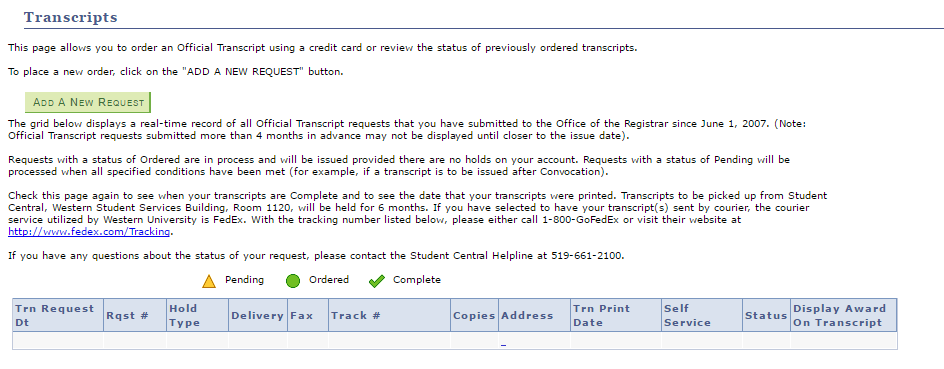 Transcripts
This page allows you to order an Official Transcript using a credit card or review the status of previously ordered transcripts.
To place a new order, click on the "ADD A NEW REQUEST" button.
ADD A NEW REQUEST
The grid below displays a real-time record of all Official Transcript requests that you have submitted to the Office of the Registrar since June 1, 2007. (Note:
Official Transcript requests submitted more than 4 months in advance may not be displayed until closer to the issue date).
Requests with a status of Ordered are in process and will be issued provided there are no holds on your account. Requests with a status of Pending will be
processed when all specified conditions have been met (for example, if a transcript is to be issued after Convocation).
Check this page again to see when your transcripts are Complete and to see the date that your transcripts were printed. Transcripts to be picked up from Student
Central, Western Student Services Building, Room 1120, will be held for 6 months. If you have selected to have your transcript(s) sent by courier, the courier
service utilized by Western University is FedEx. With the tracking number listed below, please either call 1-800-GoFedEx or visit their website at
http://www.fedex.com/Tracking.
If you have any questions about the status of your request, please contact the Student Central Helpline at 519-661-2100.
Pending Ordered Complete
Trn Request Dt Rqst # Hold Type Delivery Fax Track # Copies Address Trn Print Date Self Service Status Display Award On Transcript